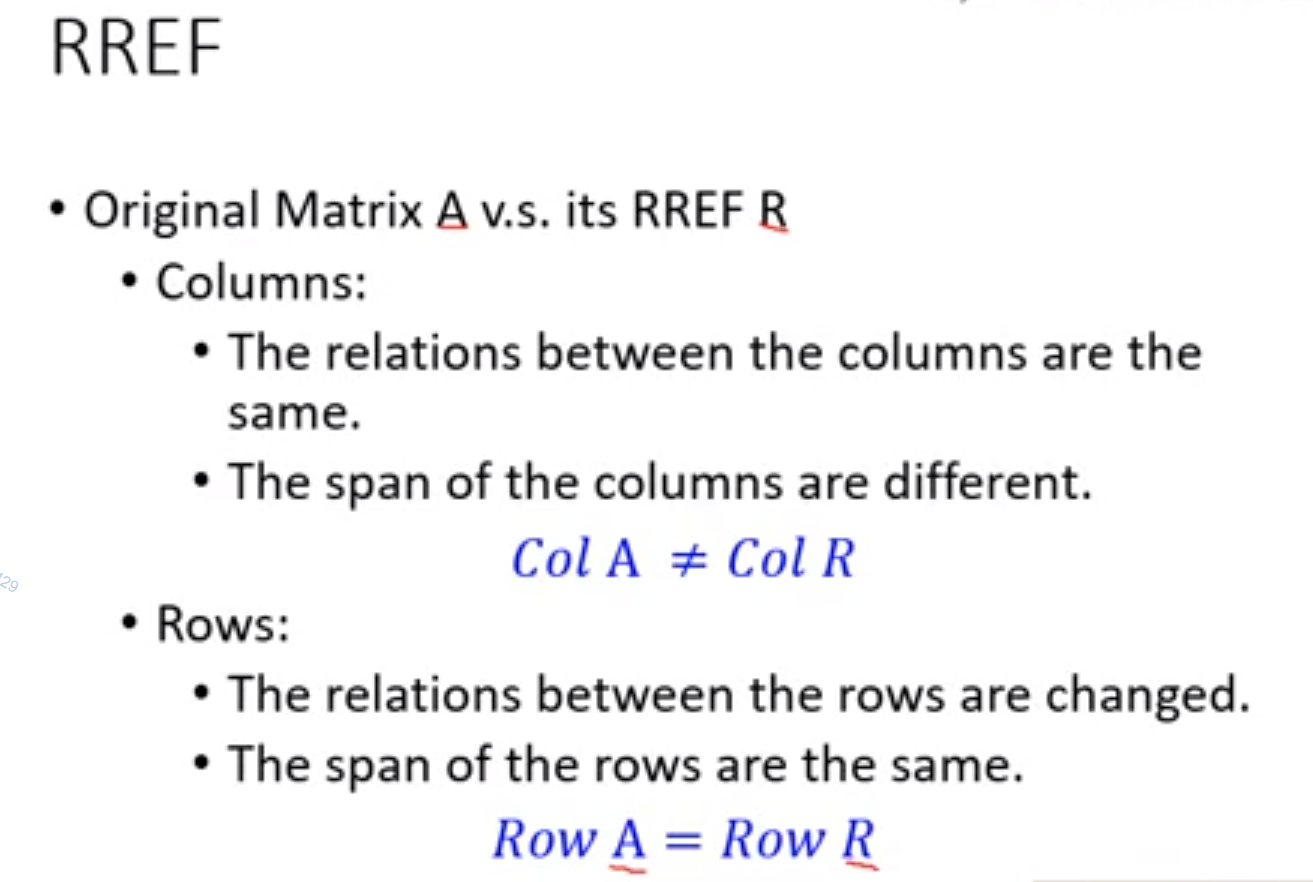 RREF
• Original Matrix A v.s. its RREF R
• Columns:
• The relations between the columns are the
same.
• The span of the columns are different.
Col A ≠ Col R
29
• Rows:
• The relations between the rows are changed.
• The span of the rows are the same.
Row A = Row R